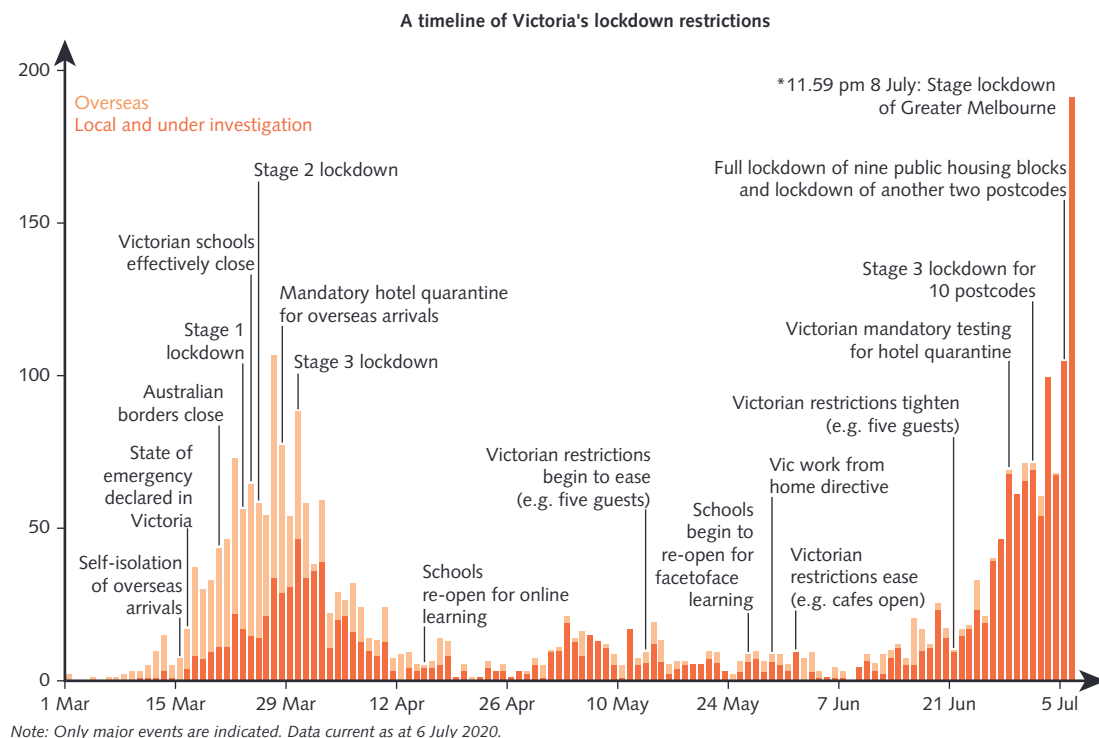 A timeline of Victoria's lockdown restrictions
200
150
100
50
0
Overseas
Local and under investigation
Self-isolation
of overseas
arrivals
State of
emergency
declared in
Victoria
Australian
borders close
Stage 1
lockdown
Victorian schools
effectively close
Stage 2 lockdown
Mandatory hotel quarantine
for overseas arrivals
Stage 3 lockdown
Schools
re-open for online
learning
Victorian restrictions
begin to ease
(e.g. five guests)
Schools
begin to
re-open for
facetoface
learning
Vic work from
home directive
Victorian
restrictions ease
(e.g. cafes open)
Victorian restrictions tighten
(e.g. five guests)
Victorian mandatory testing
for hotel quarantine
Stage 3 lockdown for
10 postcodes
Full lockdown of nine public housing blocks
and lockdown of another two postcodes
*11.59 pm 8 July: Stage lockdown
of Greater Melbourne
1 Mar
15 Mar
29 Mar
12 Apr
26 Apr
10 May
24 May
7 Jun
21 Jun
5 Jul
Note: Only major events are indicated. Data current as at 6 July 2020.